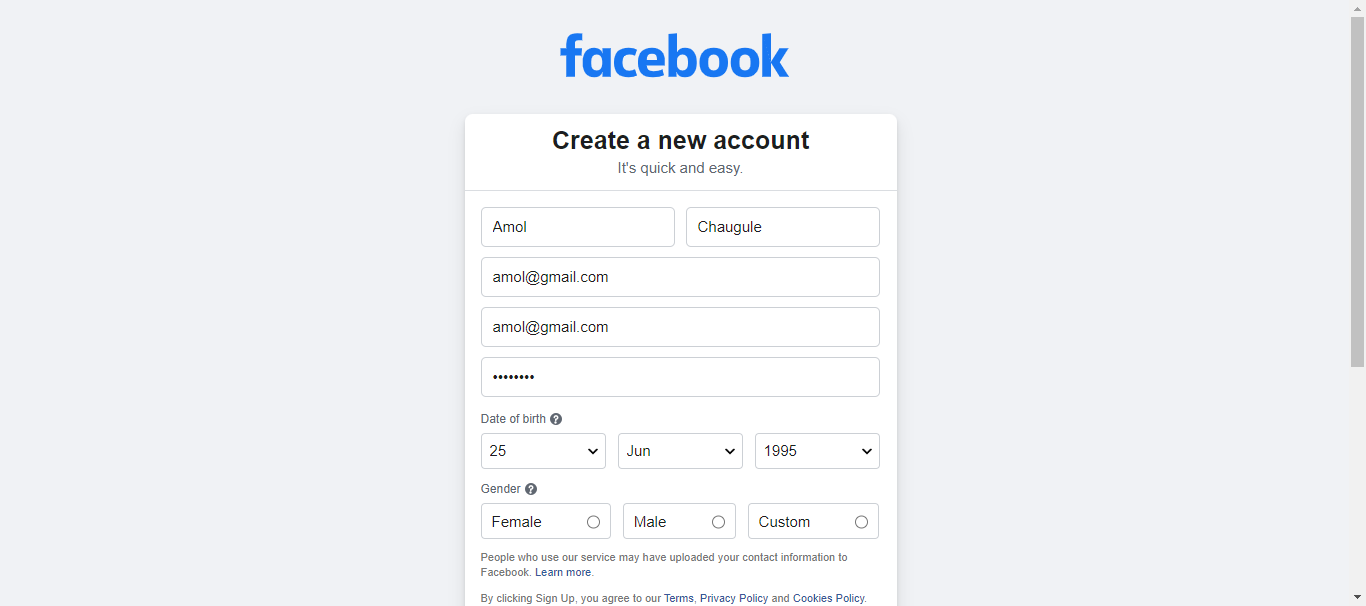 facebook
Create a new account
It's quick and easy.
Amol Chaugule
amol@gmail.com
amol@gmail.com
••••••••
Date of birth ?
25 Jun 1995
Gender ?
Female Male Custom
People who use our service may have uploaded your contact information to
Facebook. Learn more.
By clicking Sign Up, you agree to our Terms, Privacy Policy and Cookies Policy.